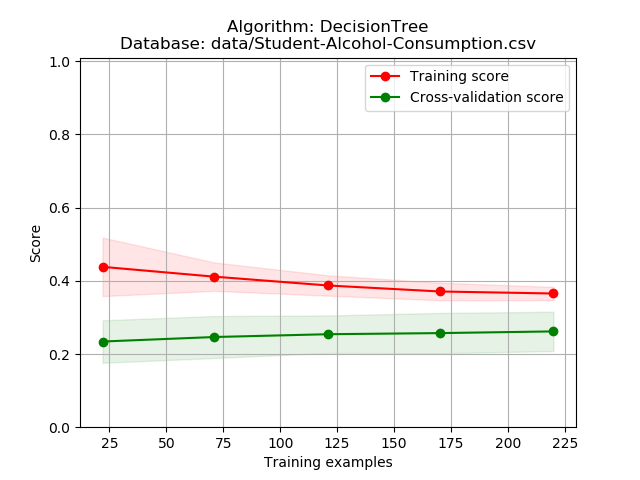 Algorithm: DecisionTree
Database: data/Student-Alcohol-Consumption.csv
1.0
0.8
0.6
0.4
0.2
0.0
Score
Training score
Cross-validation score
25 50 75 100 125 150 175 200 225
Training examples